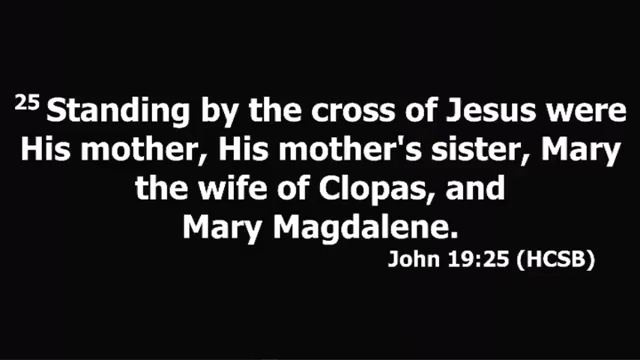 25 Standing by the cross of Jesus were
His mother, His mother's sister, Mary
the wife of Clopas, and
Mary Magdalene.
John 19:25 (HCSB)